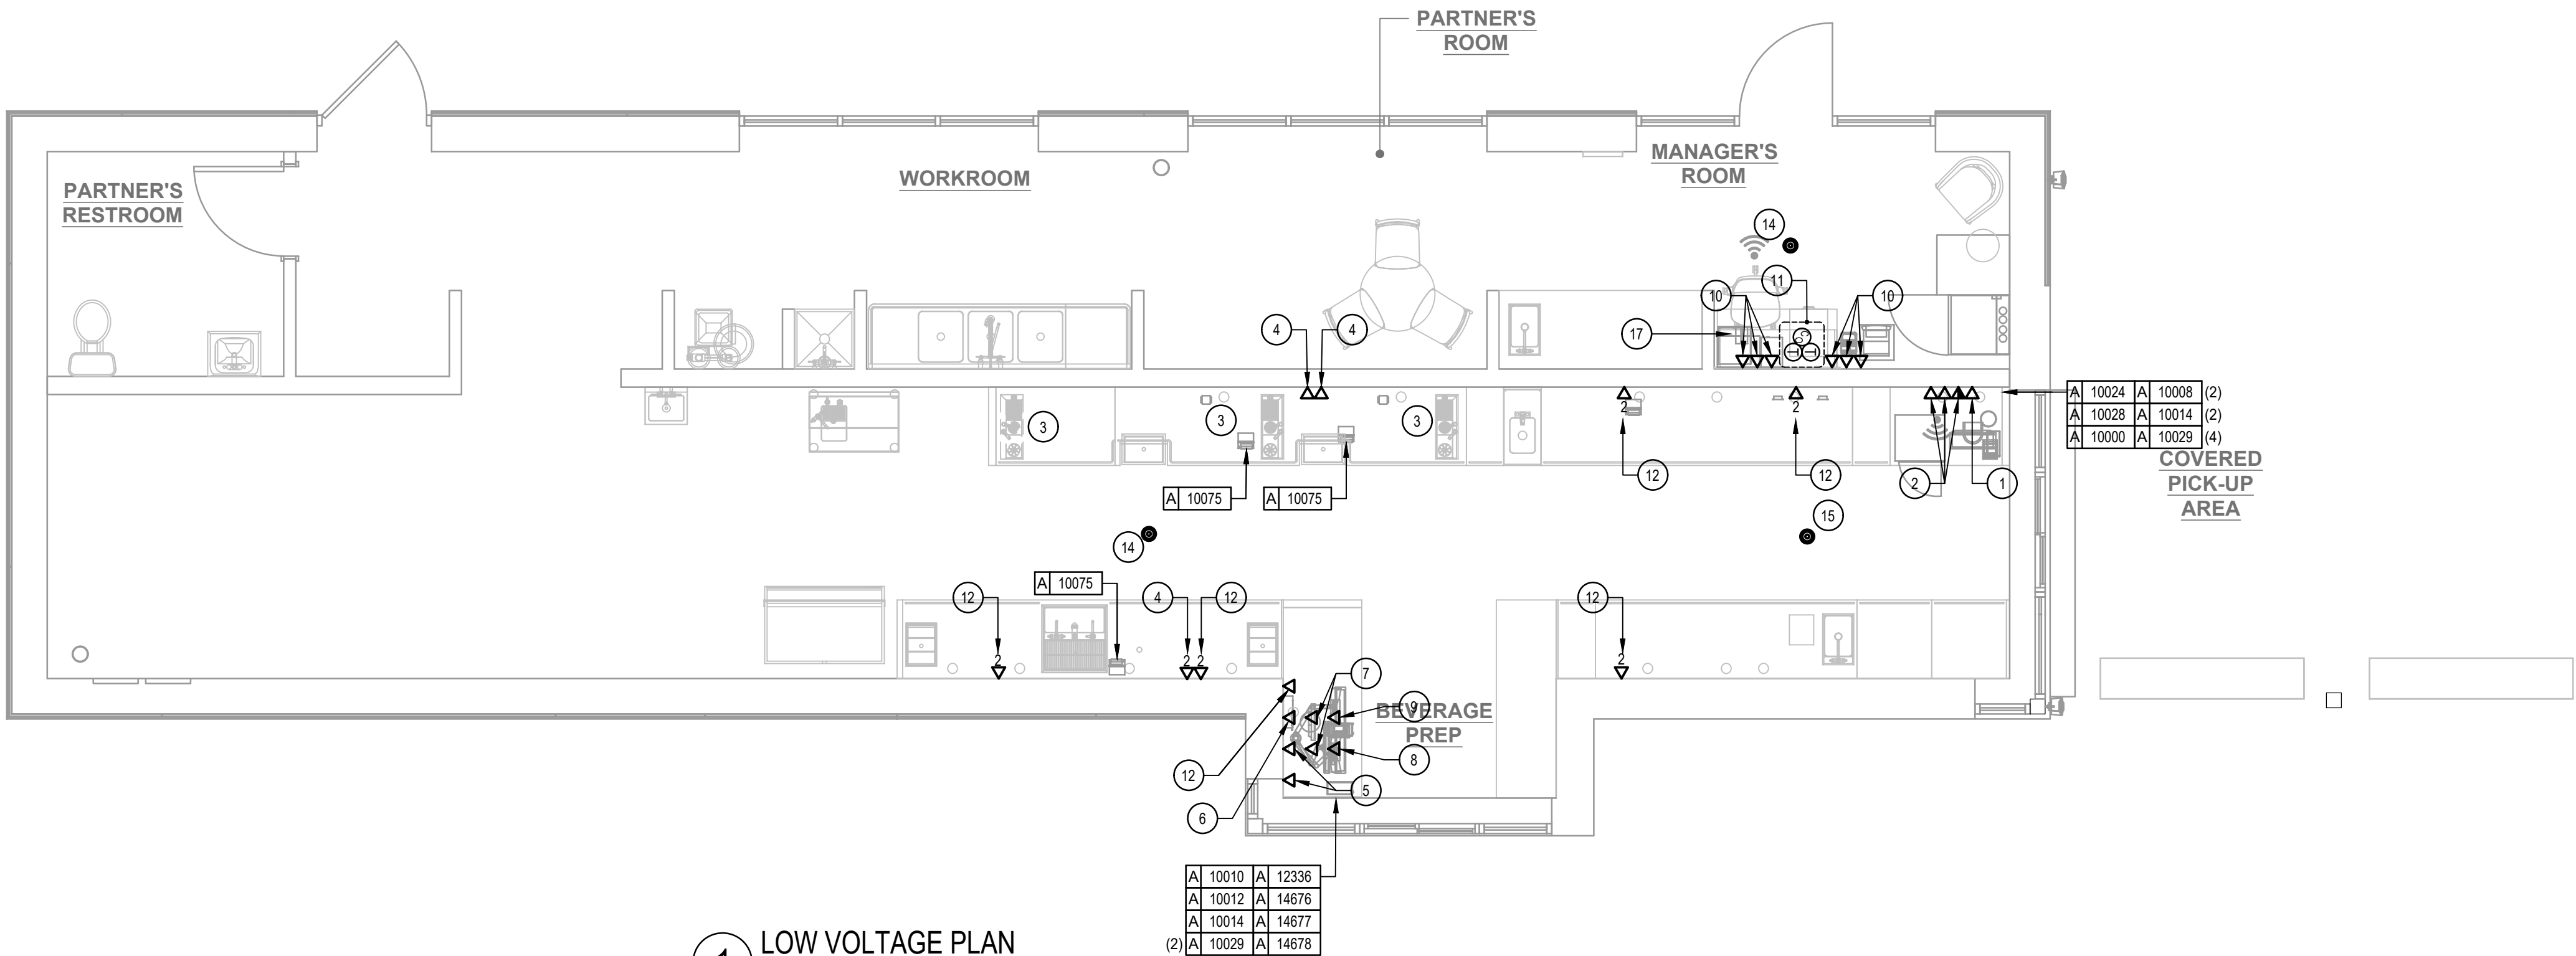 PARTNER'S
ROOM
MANAGER'S
ROOM
WORKROOM
PARTNER'S
RESTROOM
14
11
10
10
4
4
17
A 10024 A 10008 (2)
A 10028 A 10014 (2)
A 10000 A 10029 (4)
2
2
3
3
3
COVERED
PICK-UP
AREA
12
12
2
1
A 10075
A 10075
15
14
A 10075
12
4
12
12
2
2
2
2
7
9
BEVERAGE
PREP
8
12
5
6
A 10010 A 12336
A 10012 A 14676
A 10014 A 14677
(2) A 10029 A 14678
LOW VOLTAGE PLAN